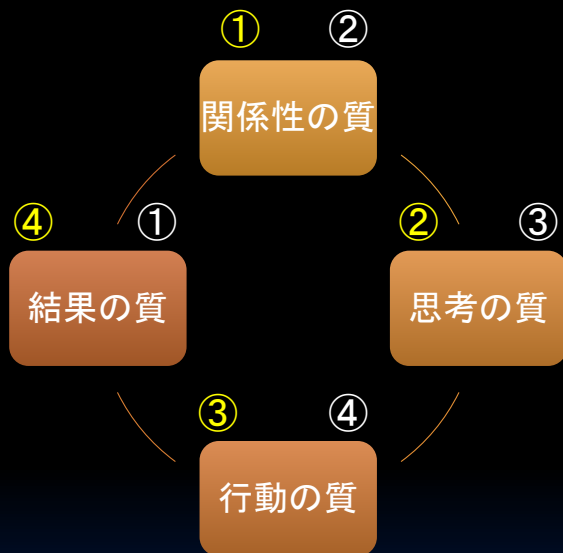 ① ②
関係性の質
④ ①
結果の質
② ③
思考の質
③ ④
行動の質